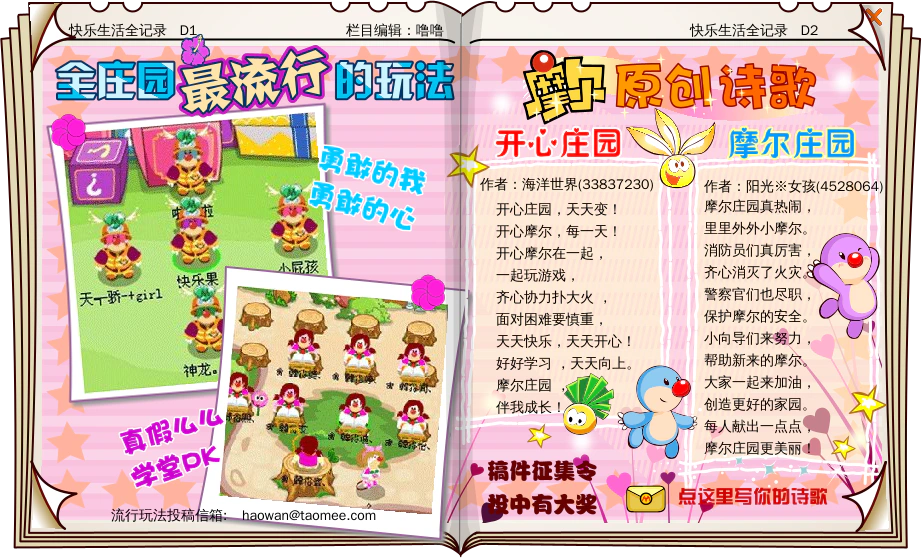 快乐生活全记录 D1
栏目编辑：噜噜
全庄园最流行的玩法
勇敢的我
勇敢的心
快乐果
小屁孩
天一骄-+girl
神龙。
真假么么
学堂PK
流行玩法投稿信箱: haowan@taomee.com
快乐生活全记录 D2
摩尔原创诗歌
开心庄园
作者：海洋世界(33837230)
开心庄园，天天变！
开心摩尔，每一天！
开心摩尔在一起，
一起玩游戏，
齐心协力扑大火 ，
面对困难要慎重，
天天快乐，天天开心！
好好学习 ，天天向上。
摩尔庄园
伴我成长！
摩尔庄园
作者：阳光※女孩(4528064)
摩尔庄园真热闹，
里里外外小摩尔。
消防员们真厉害，
齐心消灭了火灾。
警察官们也尽职，
保护摩尔的安全。
小向导们来努力，
帮助新来的摩尔。
大家一起来加油，
创造更好的家园。
每人献出一点点，
摩尔庄园更美丽！
稿件征集令
投中有大奖
点这里写你的诗歌